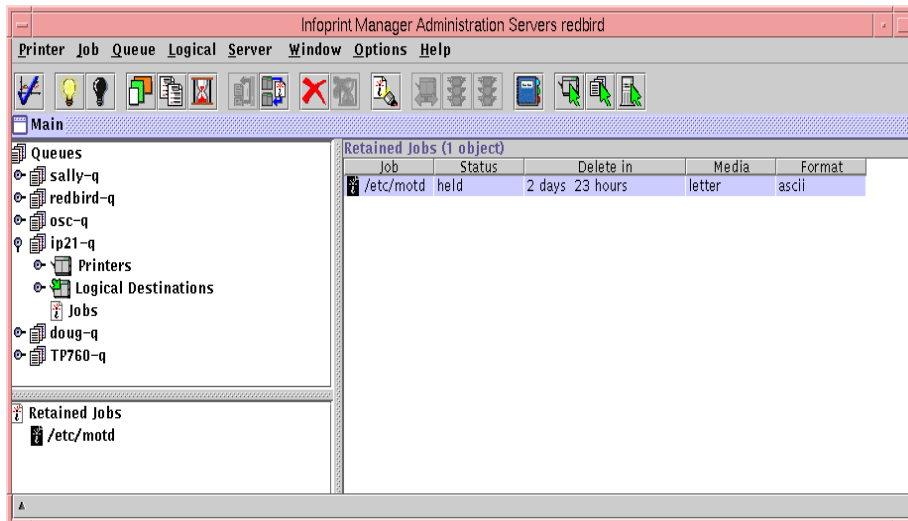 Infoprint Manager Administration Servers redbird
Printer Job Queue Logical Server Window Options Help
Main
Queues
sally-q
redbird-q
osc-q
ip21-q
Printers
Logical Destinations
Jobs
doug-q
TP760-q
Retained Jobs
/etc/motd
Retained Jobs (1 object)
Job Status Delete in Media Format
/etc/motd held 2 days 23 hours letter ascii